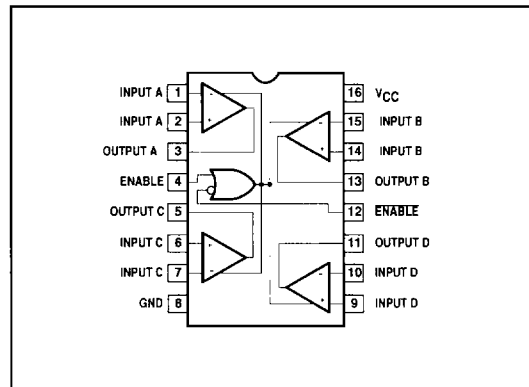 INPUT A 1
INPUT A 2
OUTPUT A 3
ENABLE 4
OUTPUT C 5
INPUT C 6
INPUT C 7
GND 8
16 VCC
15 INPUT B
14 INPUT B
13 OUTPUT B
12 ENABLE
11 OUTPUT D
10 INPUT D
9 INPUT D